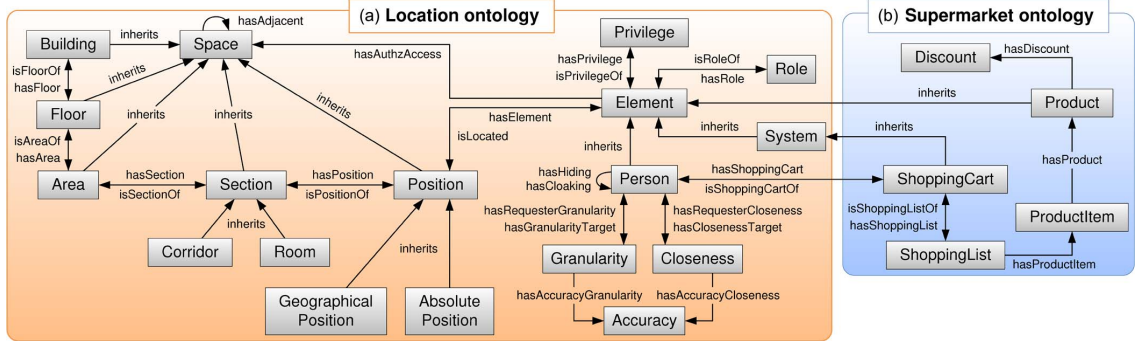 (a) Location ontology
(b) Supermarket ontology
hasAdjacent
Building
inherits
Space
hasAuthzAccess
isFloorOf
hasFloor
inherits
Floor
inherits
inherits
inherits
isAreaOf
hasArea
Area
hasSection
isSectionOf
Section
hasPosition
isPositionOf
Position
inherits
Corridor
Room
inherits
Geographical
Position
Absolute
Position
Privilege
hasPrivilege
isPrivilegeOf
isRoleOf
hasRole
Role
Element
hasElement
isLocated
inherits
inherits
System
hasHiding
hasCloaking
Person
hasShoppingCart
isShoppingCartOf
hasRequesterGranularity
hasGranularityTarget
hasRequesterCloseness
hasClosenessTarget
Granularity
Closeness
hasAccuracyGranularity
hasAccuracyCloseness
Accuracy
Discount
hasDiscount
inherits
Product
inherits
hasProduct
ShoppingCart
isShoppingListOf
hasShoppingList
ProductItem
ShoppingList
hasProductItem